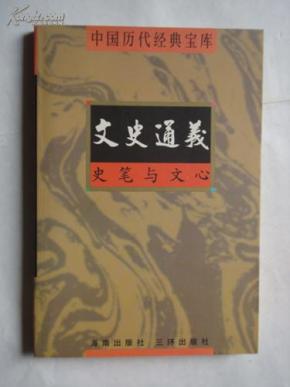 中国历代经典宝库
文史通義
史笔与文心
海南出版社 三环出版社